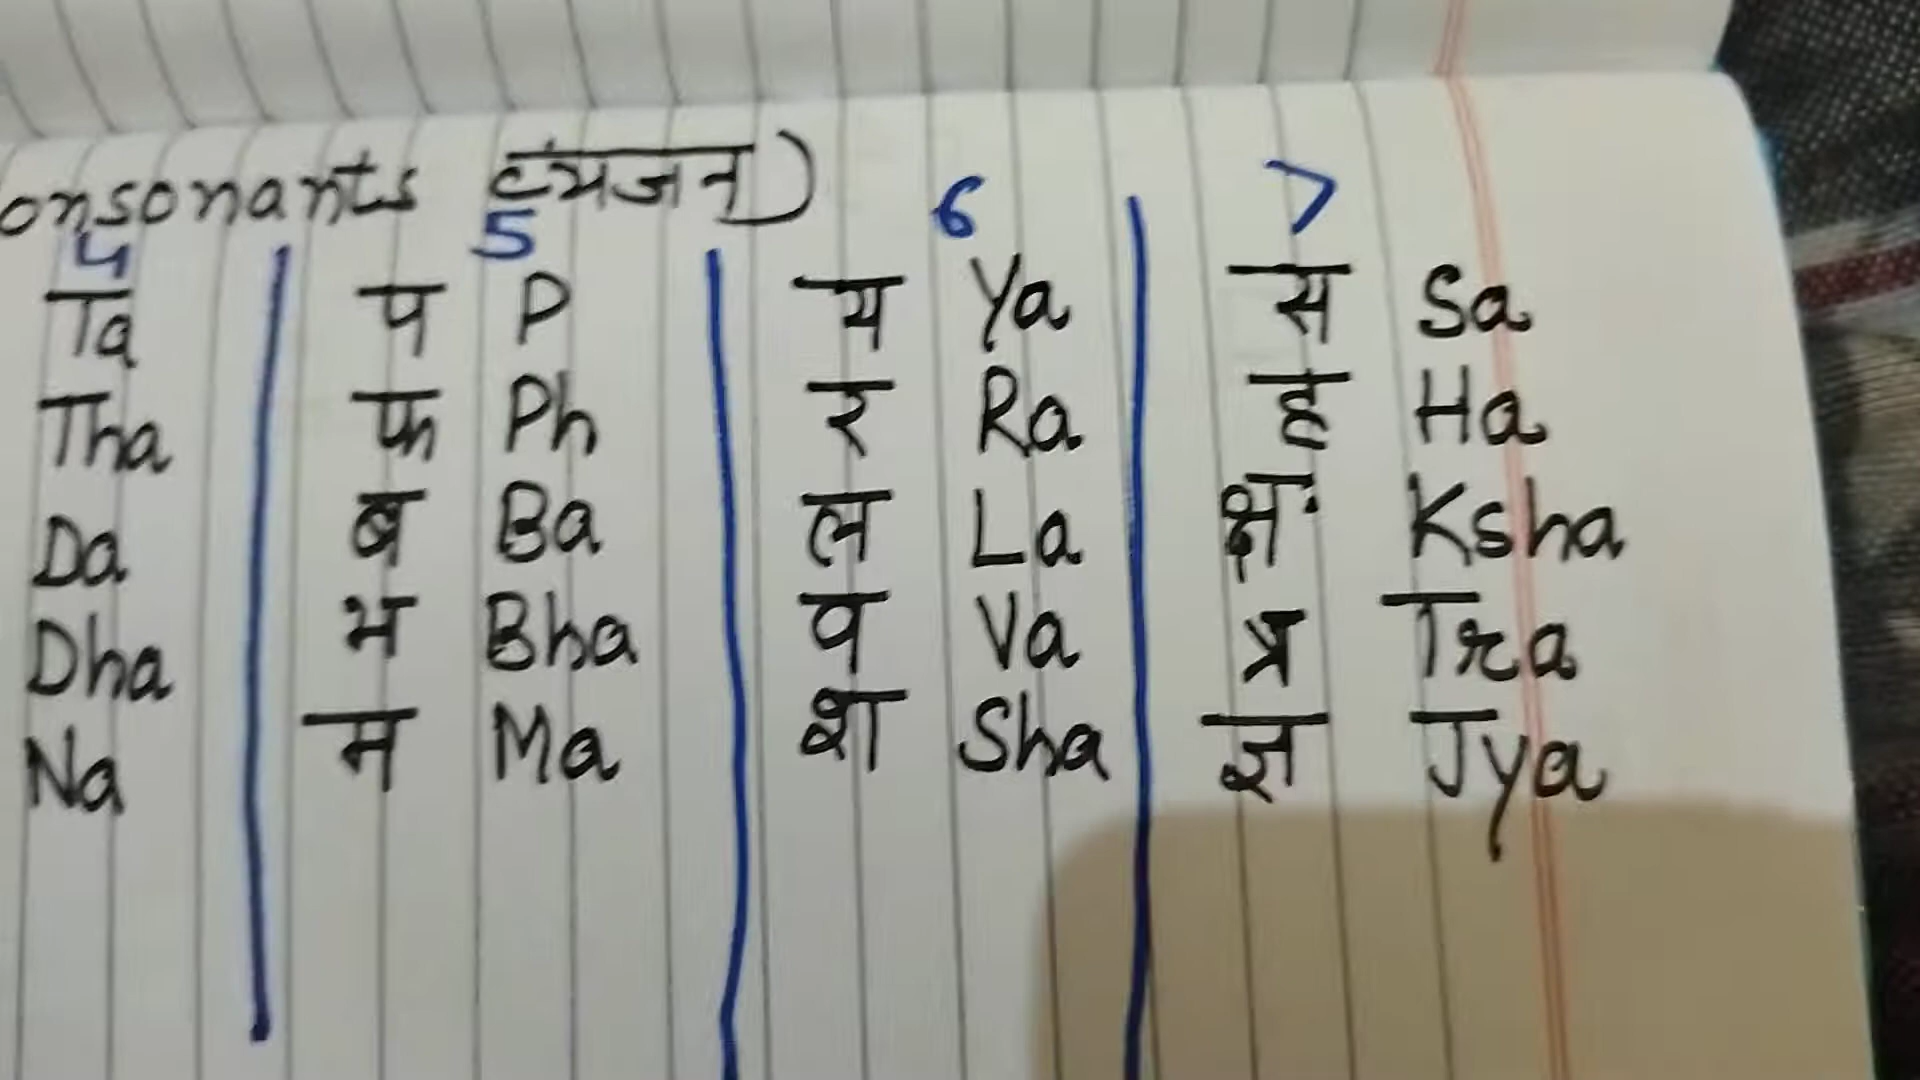 onsonants व्यंजन)
4 5 6 7
Ta प P य Ya स Sa
Tha फ Ph र Ra ह Ha
Da ब Ba ल La क्ष Ksha
Dha भ Bha व Va त्र Tra
Na म Ma श Sha ज्ञ Jya